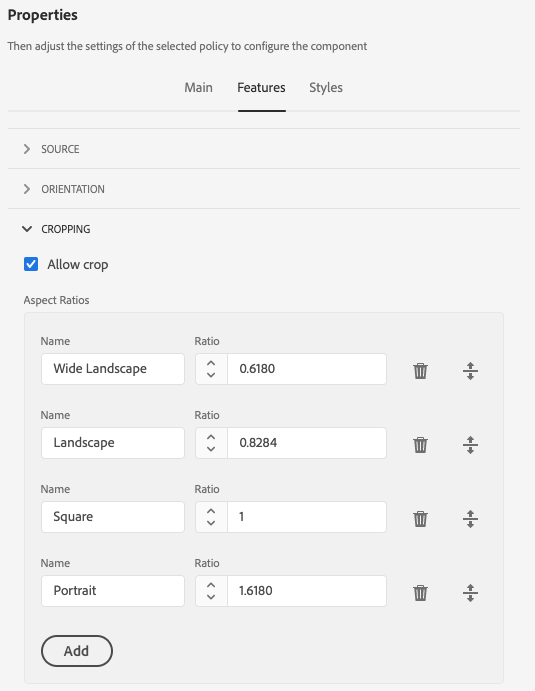 Properties
Then adjust the settings of the selected policy to configure the component
Main Features Styles
SOURCE
ORIENTATION
CROPPING
Allow crop
Aspect Ratios
Name Ratio
Wide Landscape 0.6180
Name Ratio
Landscape 0.8284
Name Ratio
Square 1
Name Ratio
Portrait 1.6180
Add